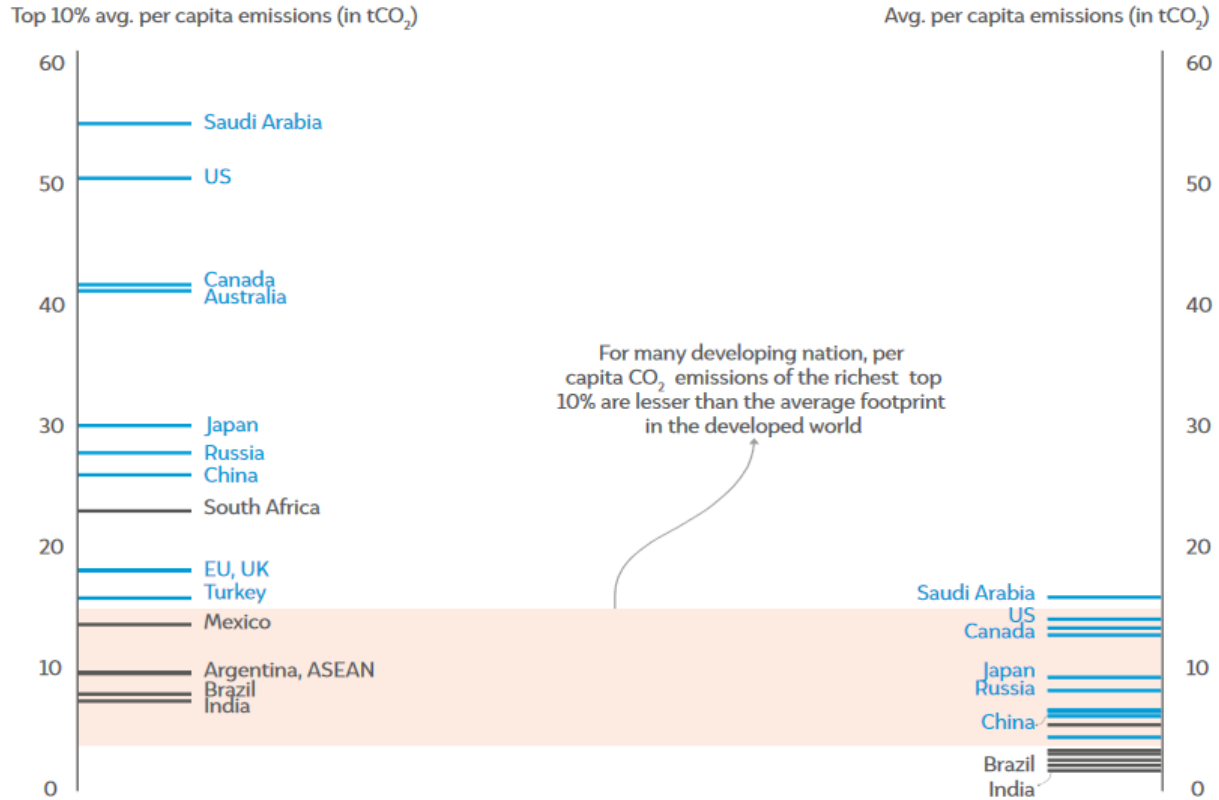 Top 10% avg. per capita emissions (in tCO₂)
Avg. per capita emissions (in tCO₂)
60
50
40
30
20
10
0
Saudi Arabia
US
Canada
Australia
Japan
Russia
China
South Africa
EU, UK
Turkey
Mexico
Argentina, ASEAN
Brazil
India
For many developing nation, per
capita CO₂ emissions of the richest top
10% are lesser than the average footprint
in the developed world
Saudi Arabia
US
Canada
Japan
Russia
China
Brazil
India
60
50
40
30
20
10
0